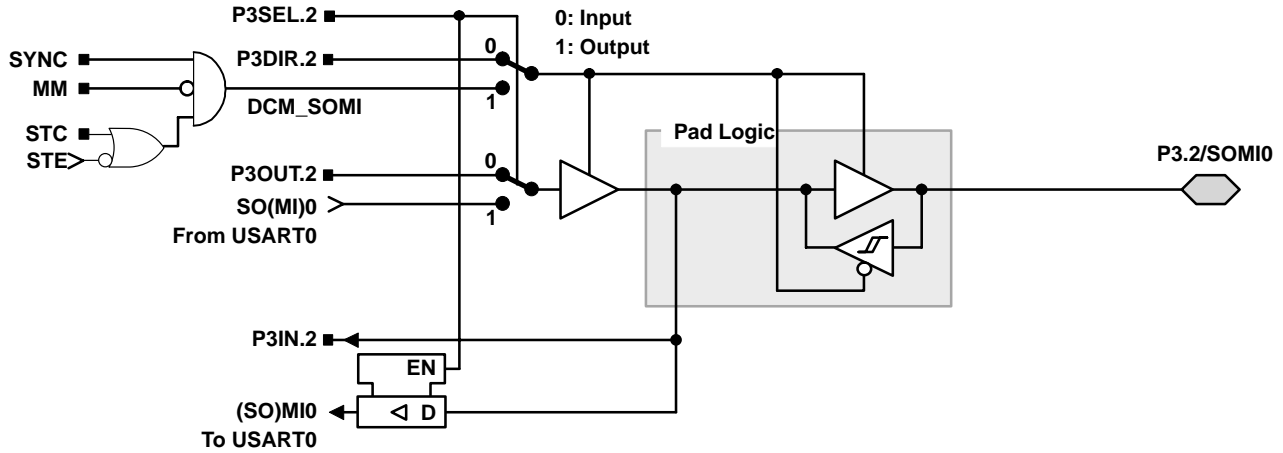 P3SEL.2
0: Input
1: Output
SYNC
P3DIR.2
0
MM
1
DCM_SOMI
STC
STE
Pad Logic
P3OUT.2
0
P3.2/SOMI0
SO(MI)0
1
From USART0
P3IN.2
EN
(SO)MI0
D
To USART0